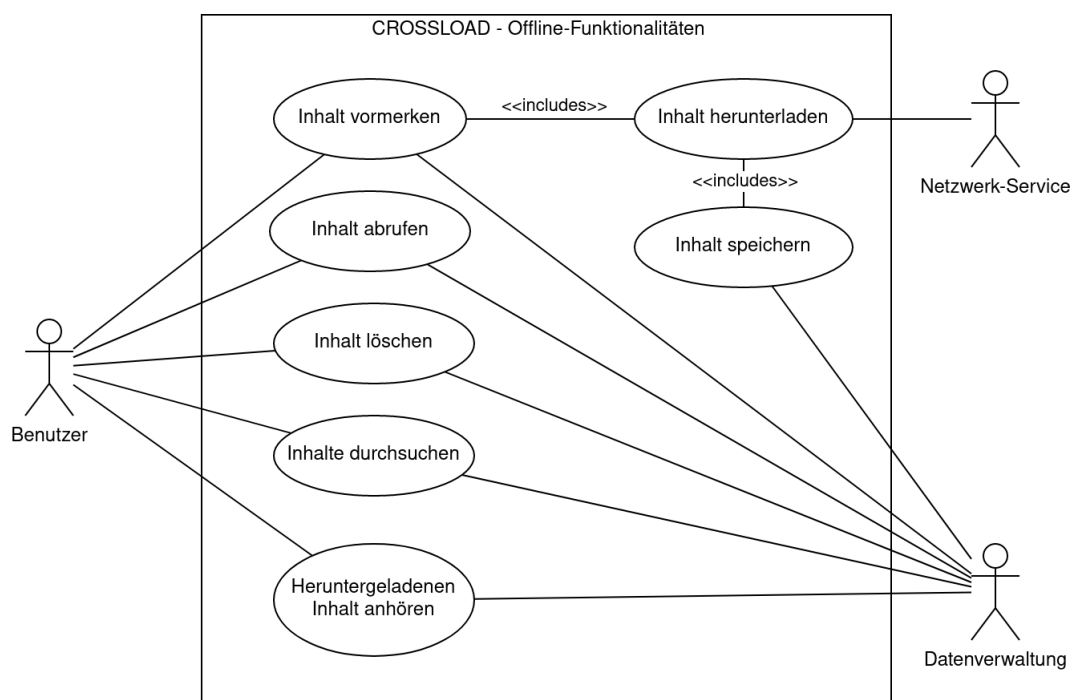 CROSSLOAD - Offline-Funktionalitäten
Inhalt vormerken
<<includes>>
Inhalt herunterladen
Netzwerk-Service
<<includes>>
Inhalt abrufen
Inhalt speichern
Inhalt löschen
Benutzer
Inhalte durchsuchen
Heruntergeladenen
Inhalt anhören
Datenverwaltung